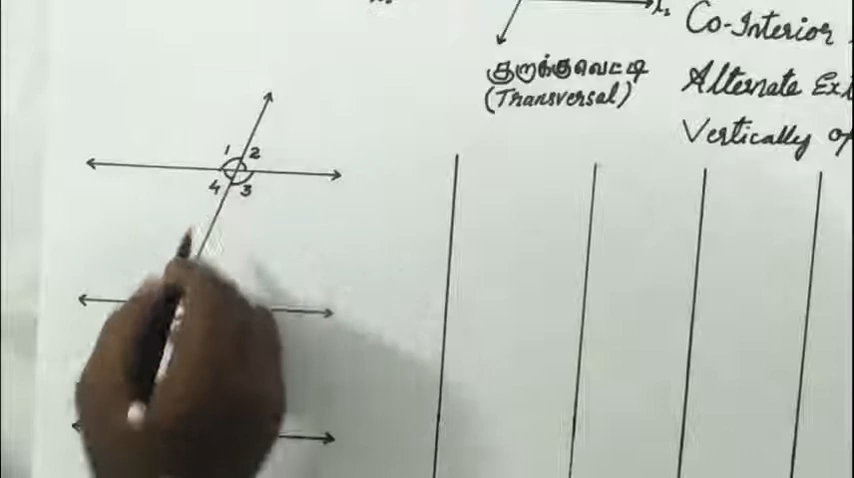 Co-Interior
குறுக்குவெட்டி
(Transversal)
Alternate
Vertically
1 2
4 3